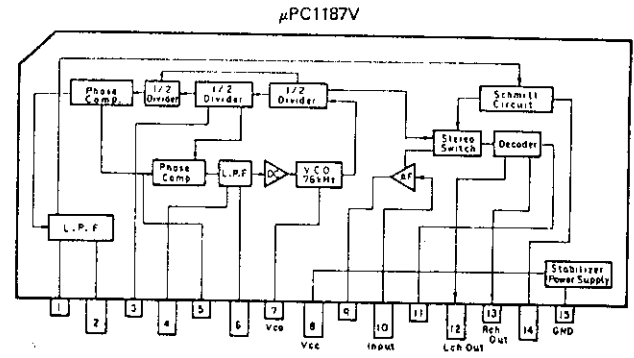 μPC1187V
Phase
Comp.
1/2
Divider
1/2
Divider
1/2
Divider
Schmitt
Circuit
Stereo
Switch
Decoder
Phase
Comp
L.P.F
DC
V.C.O
76kHz
AF
L.P.F
Stabilizer
Power Supply
1
2
3
4
5
6
7
8
9
10
11
12
13
14
15
Vco
Vcc
Input
Lch Out
Rch
Out
GND